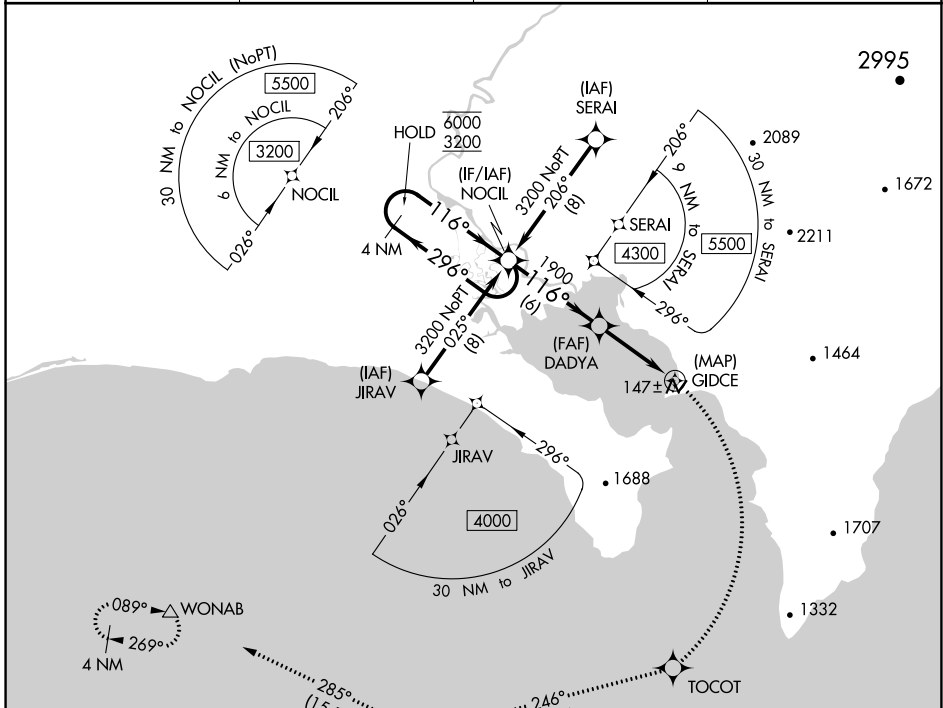 30 NM to NOCIL (NoPT)
5500
6 NM to NOCIL
3200
206°
NOCIL
026°
HOLD
6000
3200
(IF/IAF)
NOCIL
116°
296°
4 NM
(IAF)
SERAI
3200 NoPT
206°
(8)
2995
2089
1672
2211
206°
SERAI
4300
6 NM to SERAI
5500
30 NM to SERAI
296°
1900
116°
(6)
3200 NoPT
025°
(8)
(IAF)
JIRAV
(FAF)
DADYA
(MAP)
GIDCE
147±
1464
JIRAV
296°
026°
4000
30 NM to JIRAV
1688
1707
1332
089°
WONAB
269°
4 NM
285°
246°
TOCOT